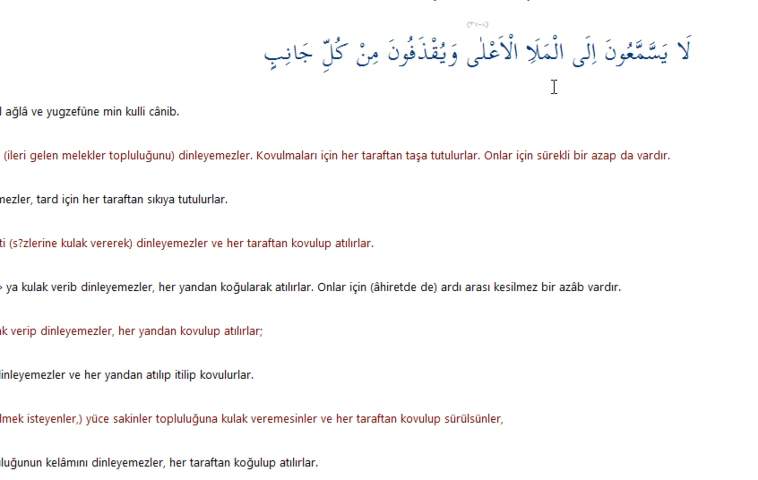 (٣٧-٨)
لَا يَسَّمَّعُونَ اِلَى الْمَلَاِ الْاَعْلٰى وَيُقْذَفُونَ مِنْ كُلِّ جَانِبٍ
ağlâ ve yugzefûne min kulli cânib.
(ileri gelen melekler topluluğunu) dinleyemezler. Kovulmaları için her taraftan taşa tutulurlar. Onlar için sürekli bir azap da vardır.
mezler, tard için her taraftan sıkıya tutulurlar.
ti (s?zlerine kulak vererek) dinleyemezler ve her taraftan kovulup atılırlar.
» ya kulak verib dinleyemezler, her yandan koğularak atılırlar. Onlar için (âhiretde de) ardı arası kesilmez bir azâb vardır.
ak verip dinleyemezler, her yandan kovulup atılırlar;
dinleyemezler ve her yandan atılıp itilip kovulurlar.
lmek isteyenler,) yüce sakinler topluluğuna kulak veremesinler ve her taraftan kovulup sürülsünler,
luluğunun kelâmını dinleyemezler, her taraftan koğulup atılırlar.